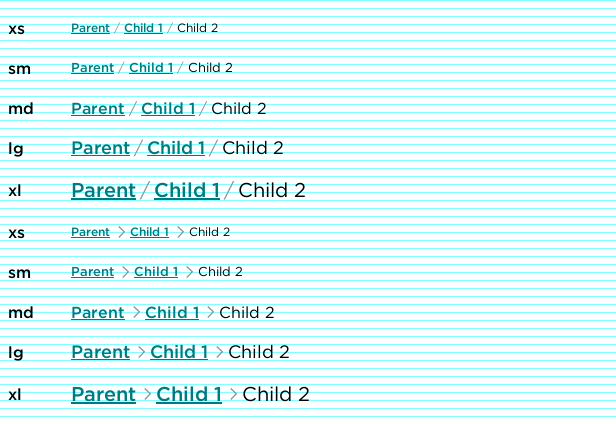 xs Parent / Child 1 / Child 2
sm Parent / Child 1 / Child 2
md Parent / Child 1 / Child 2
lg Parent / Child 1 / Child 2
xl Parent / Child 1 / Child 2
xs Parent > Child 1 > Child 2
sm Parent > Child 1 > Child 2
md Parent > Child 1 > Child 2
lg Parent > Child 1 > Child 2
xl Parent > Child 1 > Child 2